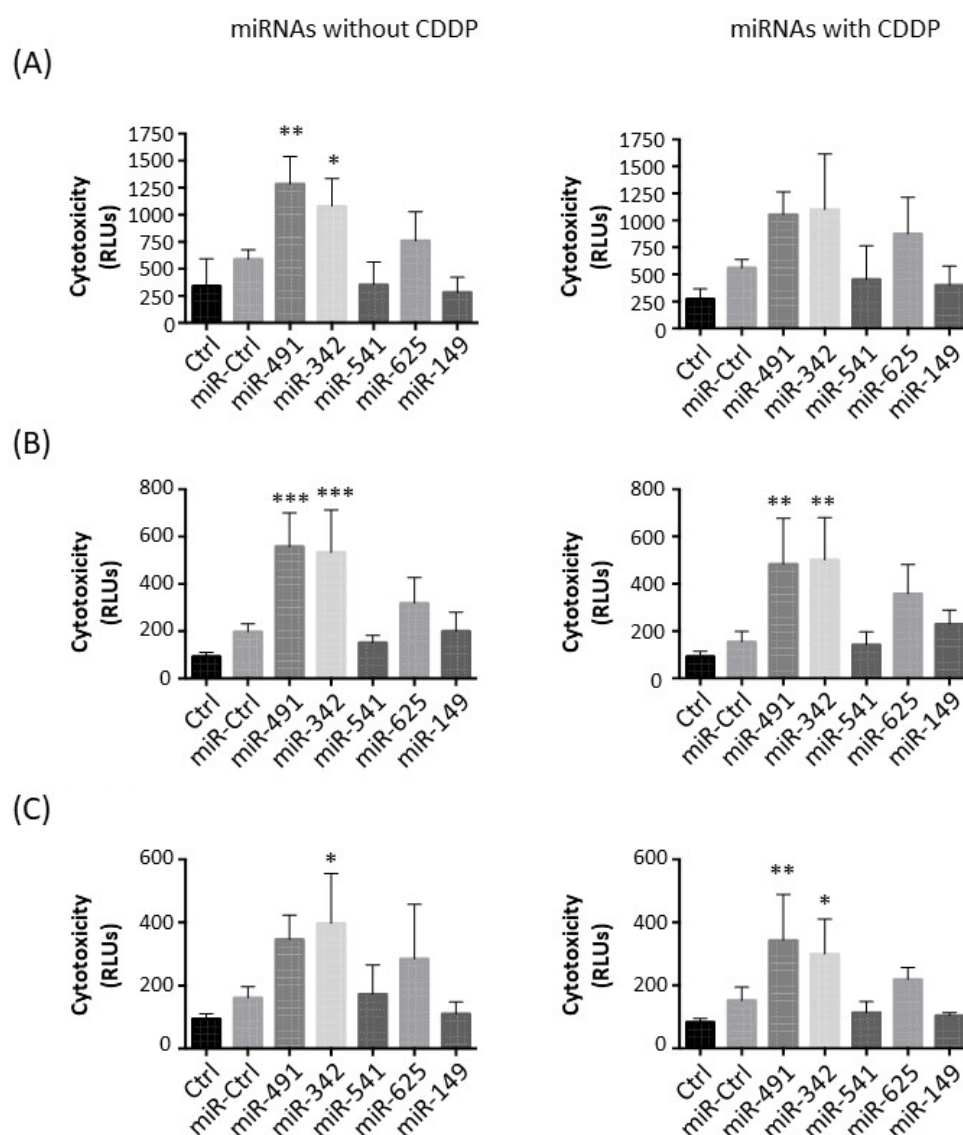 miRNAs without CDDP
miRNAs with CDDP
(A)
Cytotoxicity
(RLUs)
1750
1500
1250
1000
750
500
250
0
**
*
Ctrl
miR-Ctrl
miR-491
miR-342
miR-541
miR-625
miR-149
Cytotoxicity
(RLUs)
1750
1500
1250
1000
750
500
250
0
Ctrl
miR-Ctrl
miR-491
miR-342
miR-541
miR-625
miR-149
(B)
Cytotoxicity
(RLUs)
800
600
400
200
0
***
***
Ctrl
miR-Ctrl
miR-491
miR-342
miR-541
miR-625
miR-149
Cytotoxicity
(RLUs)
800
600
400
200
0
**
**
Ctrl
miR-Ctrl
miR-491
miR-342
miR-541
miR-625
miR-149
(C)
Cytotoxicity
(RLUs)
600
400
200
0
*
Ctrl
miR-Ctrl
miR-491
miR-342
miR-541
miR-625
miR-149
Cytotoxicity
(RLUs)
600
400
200
0
**
*
Ctrl
miR-Ctrl
miR-491
miR-342
miR-541
miR-625
miR-149